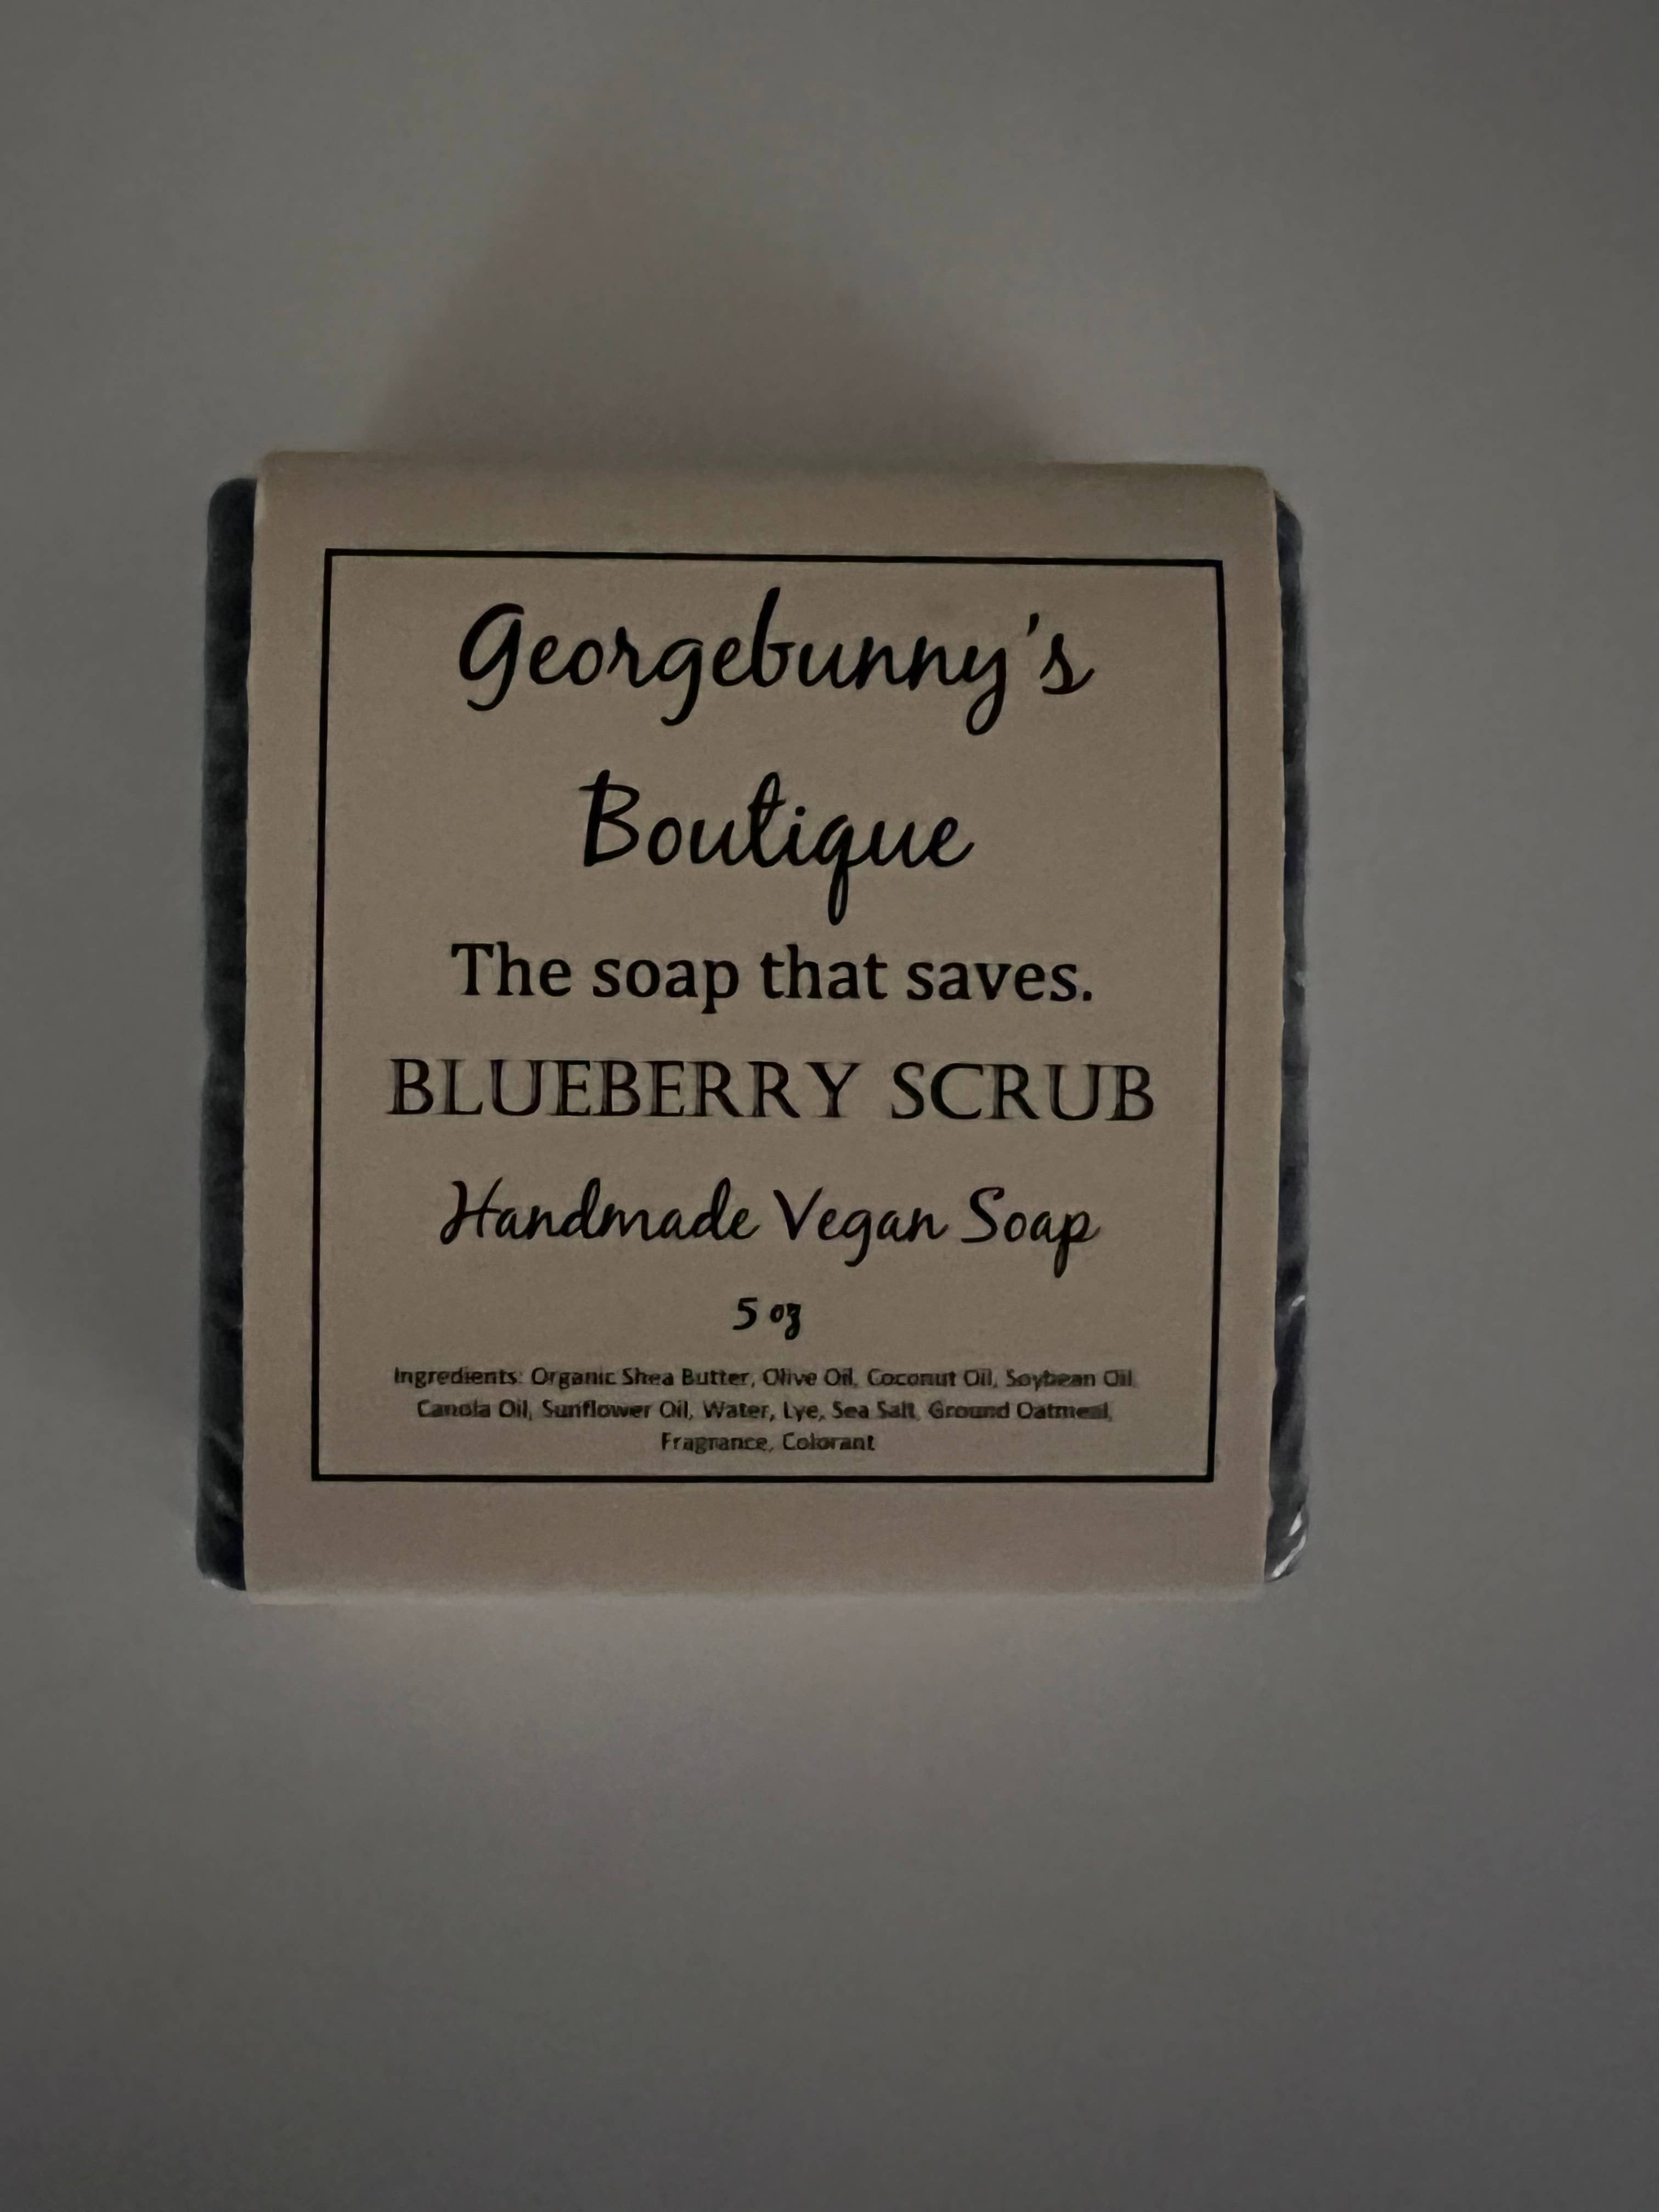 Georgebunny's
Boutique
The soap that saves.
BLUEBERRY SCRUB
Handmade Vegan Soap
5 oz
Ingredients: Organic Shea Butter, Olive Oil, Coconut Oil, Soybean Oil
Canola Oil, Sunflower Oil, Water, Lye, Sea Salt, Ground Oatmeal,
Fragrance, Colorant